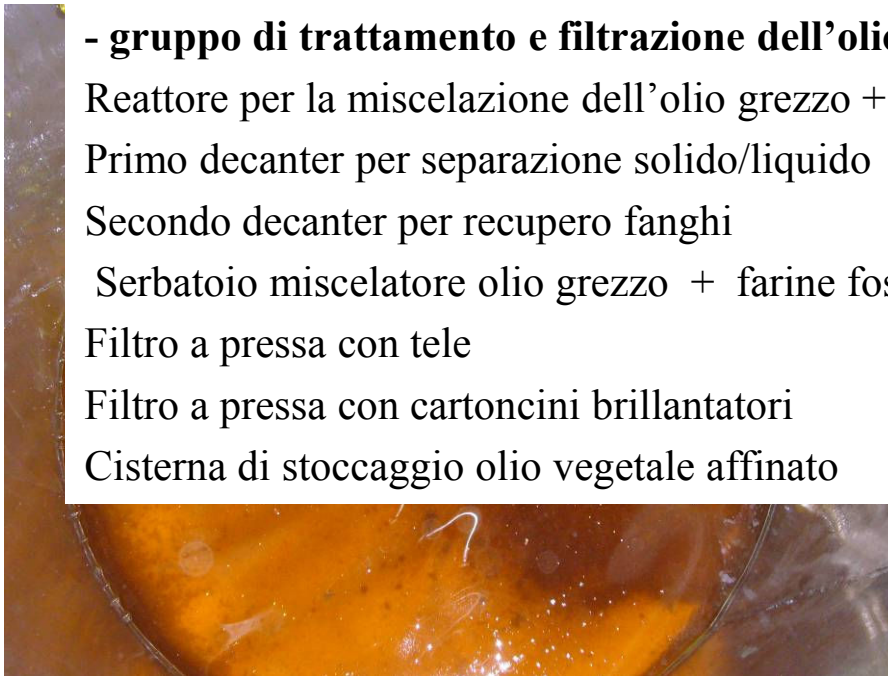 - gruppo di trattamento e filtrazione dell’olio
Reattore per la miscelazione dell’olio grezzo +
Primo decanter per separazione solido/liquido
Secondo decanter per recupero fanghi
Serbatoio miscelatore olio grezzo + farine
Filtro a pressa con tele
Filtro a pressa con cartoncini brillantatori
Cisterna di stoccaggio olio vegetale affinato